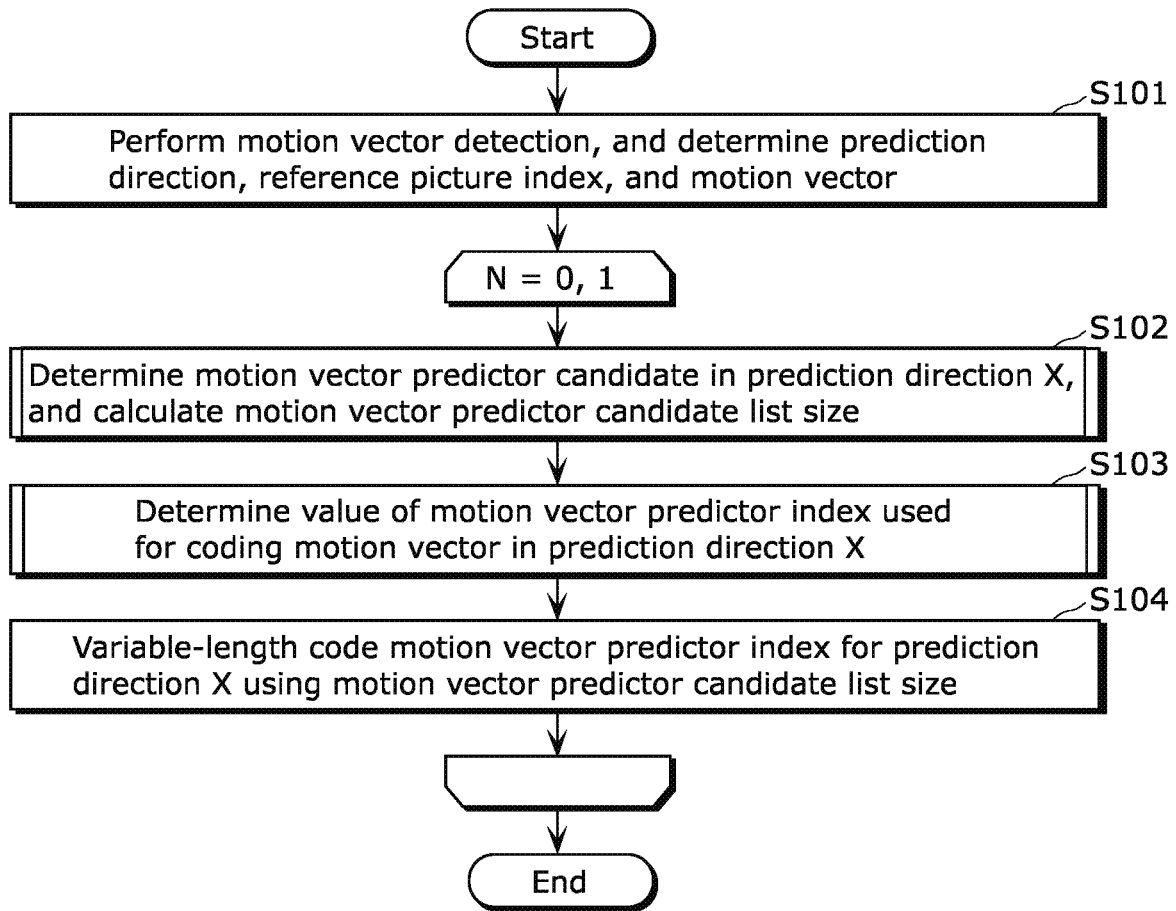 Start
S101
Perform motion vector detection, and determine prediction
direction, reference picture index, and motion vector
N = 0, 1
S102
Determine motion vector predictor candidate in prediction direction X,
and calculate motion vector predictor candidate list size
S103
Determine value of motion vector predictor index used
for coding motion vector in prediction direction X
S104
Variable-length code motion vector predictor index for prediction
direction X using motion vector predictor candidate list size
End